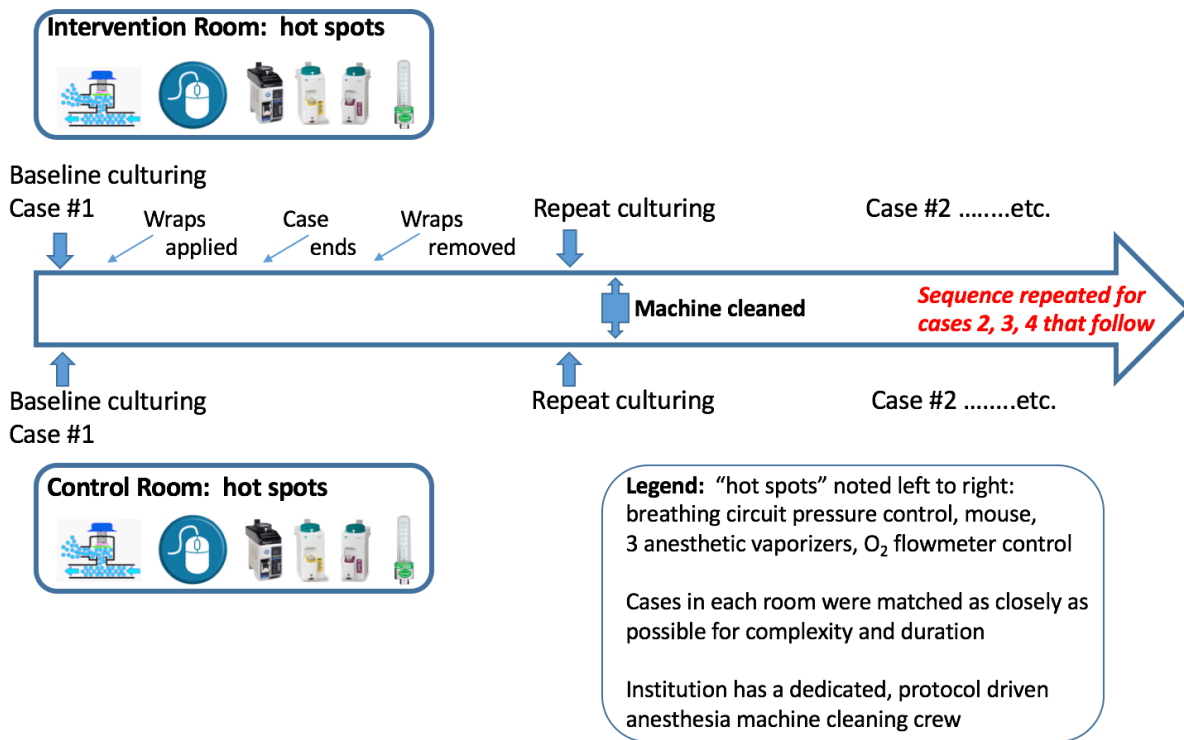 Intervention Room: hot spots
Baseline culturing
Case #1
Wraps
applied
Case
ends
Wraps
removed
Repeat culturing
Case #2 ........etc.
Machine cleaned
Sequence repeated for
cases 2, 3, 4 that follow
Baseline culturing
Case #1
Repeat culturing
Case #2 ........etc.
Control Room: hot spots
Legend: “hot spots” noted left to right:
breathing circuit pressure control, mouse,
3 anesthetic vaporizers, O₂ flowmeter control
Cases in each room were matched as closely as
possible for complexity and duration
Institution has a dedicated, protocol driven
anesthesia machine cleaning crew